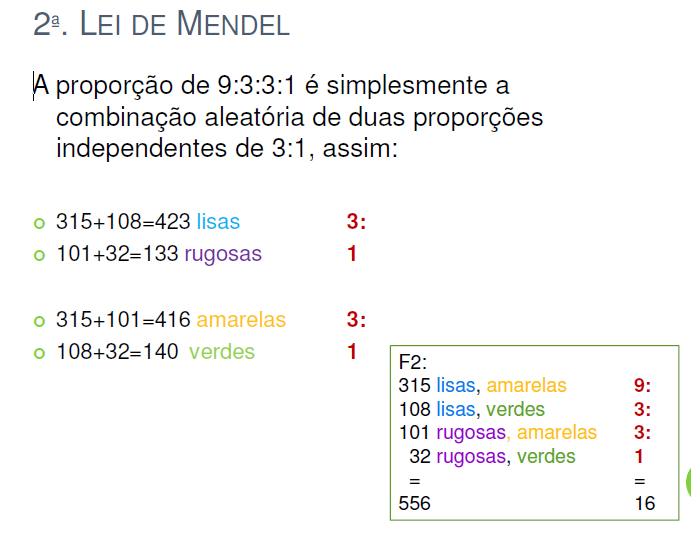 2ª. LEI DE MENDEL
A proporção de 9:3:3:1 é simplesmente a
combinação aleatória de duas proporções
independentes de 3:1, assim:
315+108=423 lisas 3:
101+32=133 rugosas 1
315+101=416 amarelas 3:
108+32=140 verdes 1
F2:
315 lisas, amarelas 9:
108 lisas, verdes 3:
101 rugosas, amarelas 3:
32 rugosas, verdes 1
= =
556 16